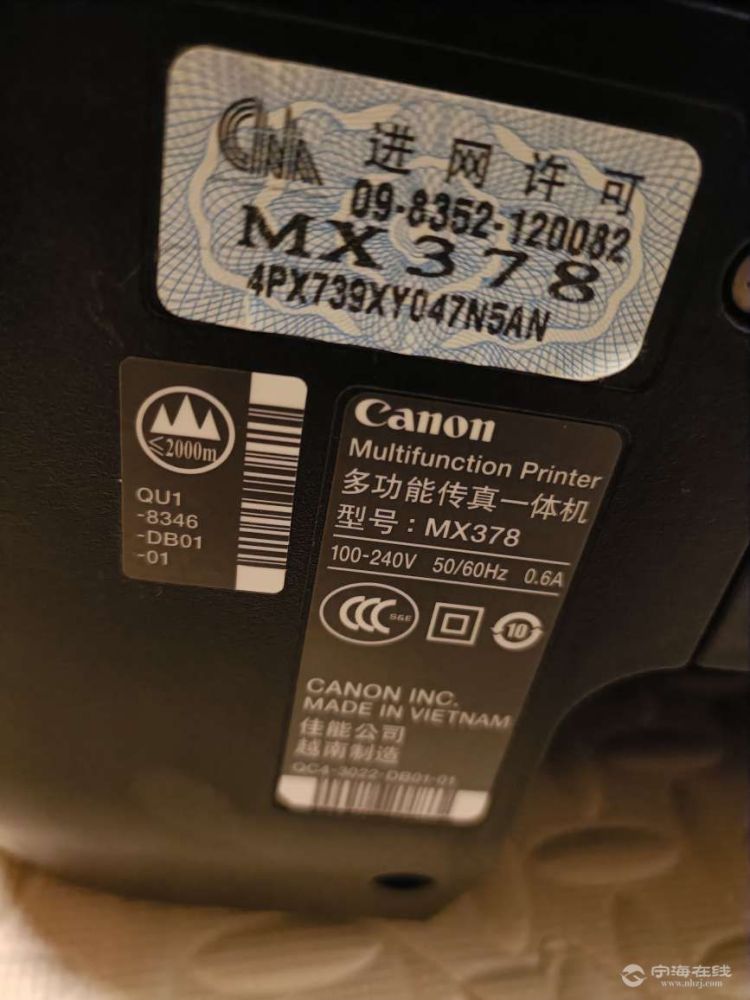 CNA
进网许可
09-8352-120082
MX378
4PX739XY047N5AN
≤2000m
QU1
-8346
-DB01
-01
Canon
Multifunction Printer
多功能传真一体机
型号：MX378
100-240V 50/60Hz 0.6A
CCC S&E
10
CANON INC.
MADE IN VIETNAM
佳能公司
越南制造
QC4-3022-DB01-01
宁海在线
www.nhzj.com